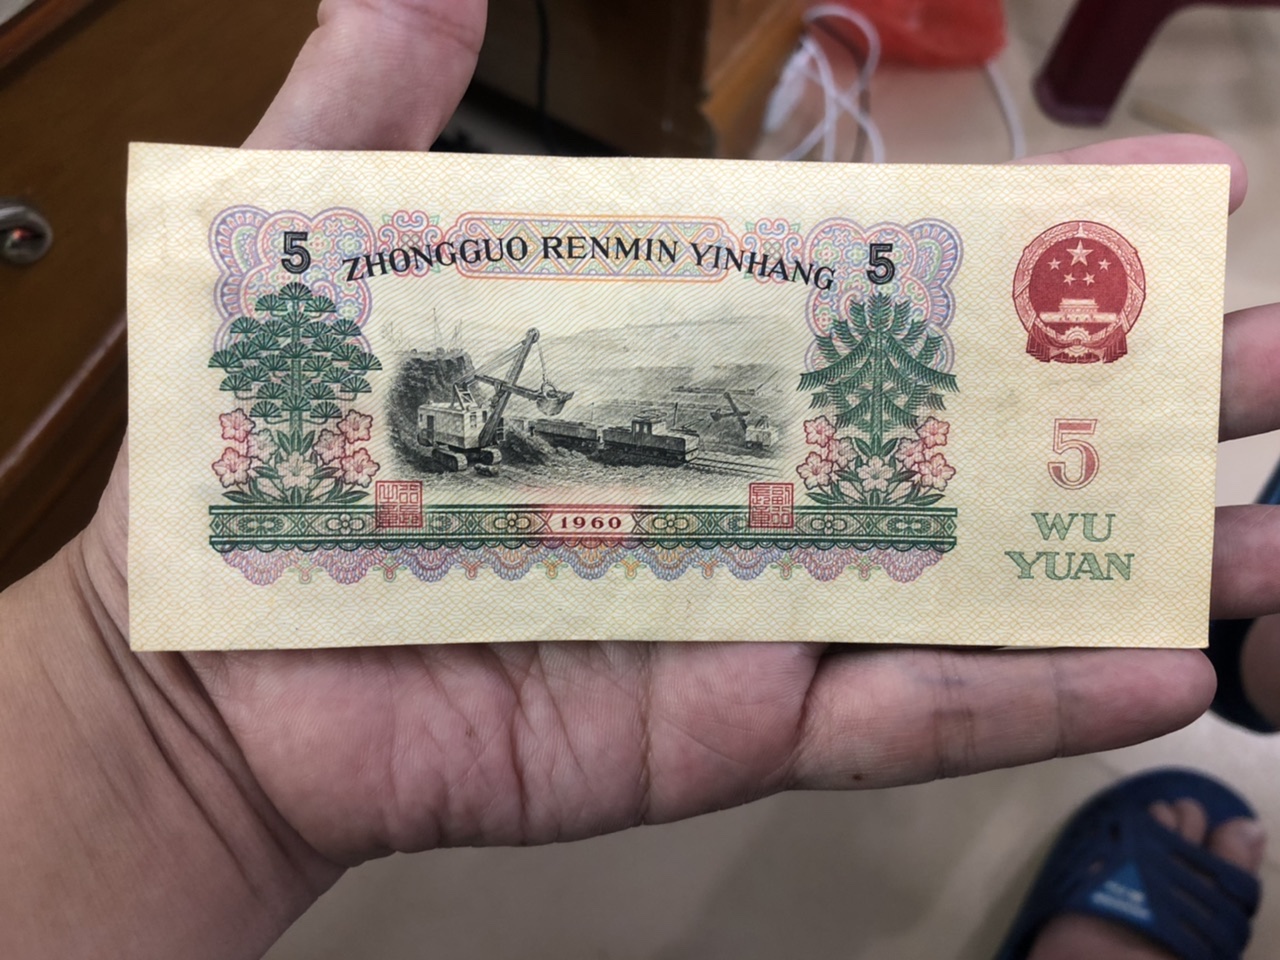 5 ZHONGGUO RENMIN YINHANG 5
1960
5
WU
YUAN